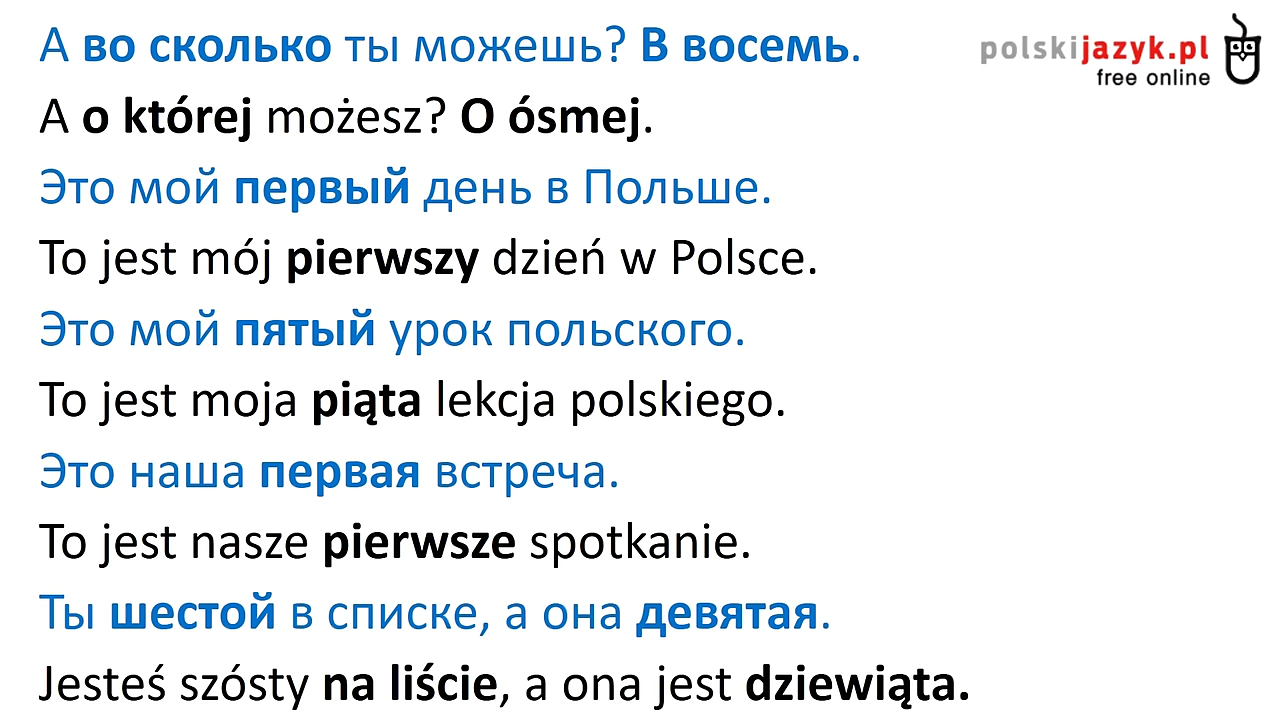 А во сколько ты можешь? В восемь.
polskijazyk.pl
free online
A o której możesz? O ósmej.
Это мой первый день в Польше.
To jest mój pierwszy dzień w Polsce.
Это мой пятый урок польского.
To jest moja piąta lekcja polskiego.
Это наша первая встреча.
To jest nasze pierwsze spotkanie.
Ты шестой в списке, а она девятая.
Jesteś szósty na liście, a ona jest dziewiąta.